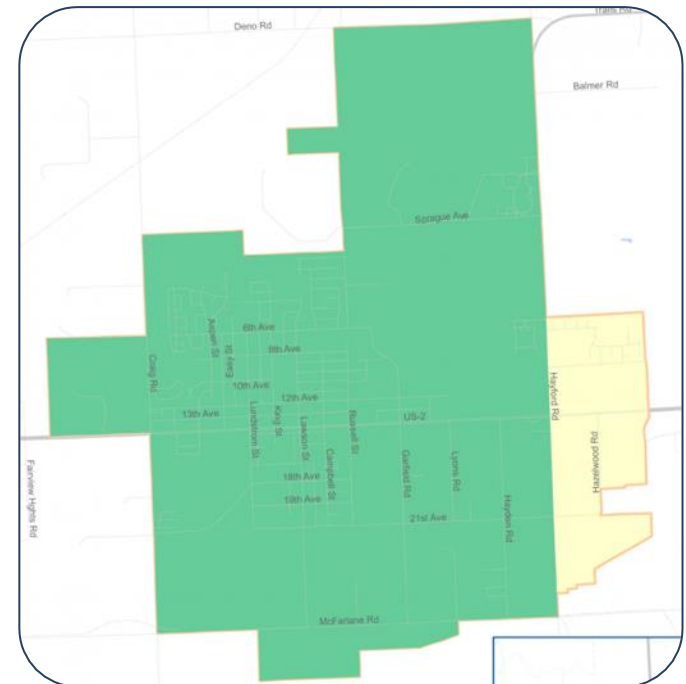 Deno Rd
Balmer Rd
Sprague Ave
6th Ave
8th Ave
Aspen St
Ealy St
Craig Rd
10th Ave
12th Ave
13th Ave
US-2
Hayford Rd
Lundstrom St
King St
Lawson St
Russell St
Campbell St
Garfield Rd
Lyons Rd
Hazelwood Rd
18th Ave
19th Ave
21st Ave
Hayden Rd
Fairview Hghts Rd
McFarlane Rd